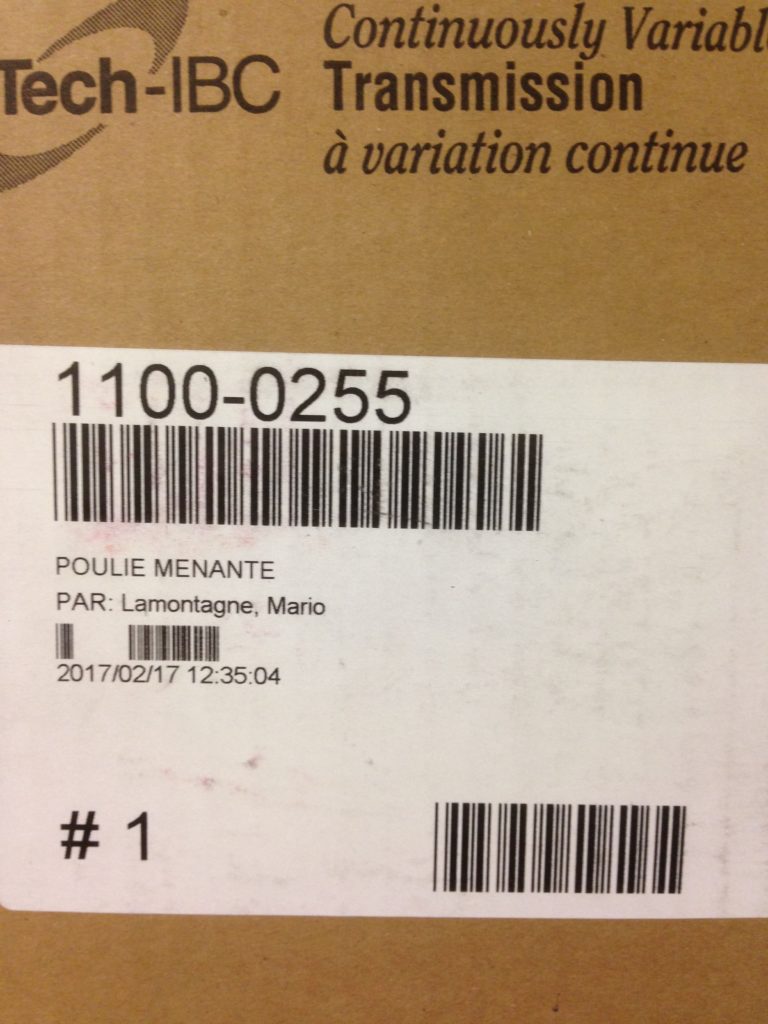 Continuously Variabl
Tech-IBC
Transmission
à variation continue
1100-0255
POULIE MENANTE
PAR: Lamontagne, Mario
2017/02/17 12:35:04
# 1